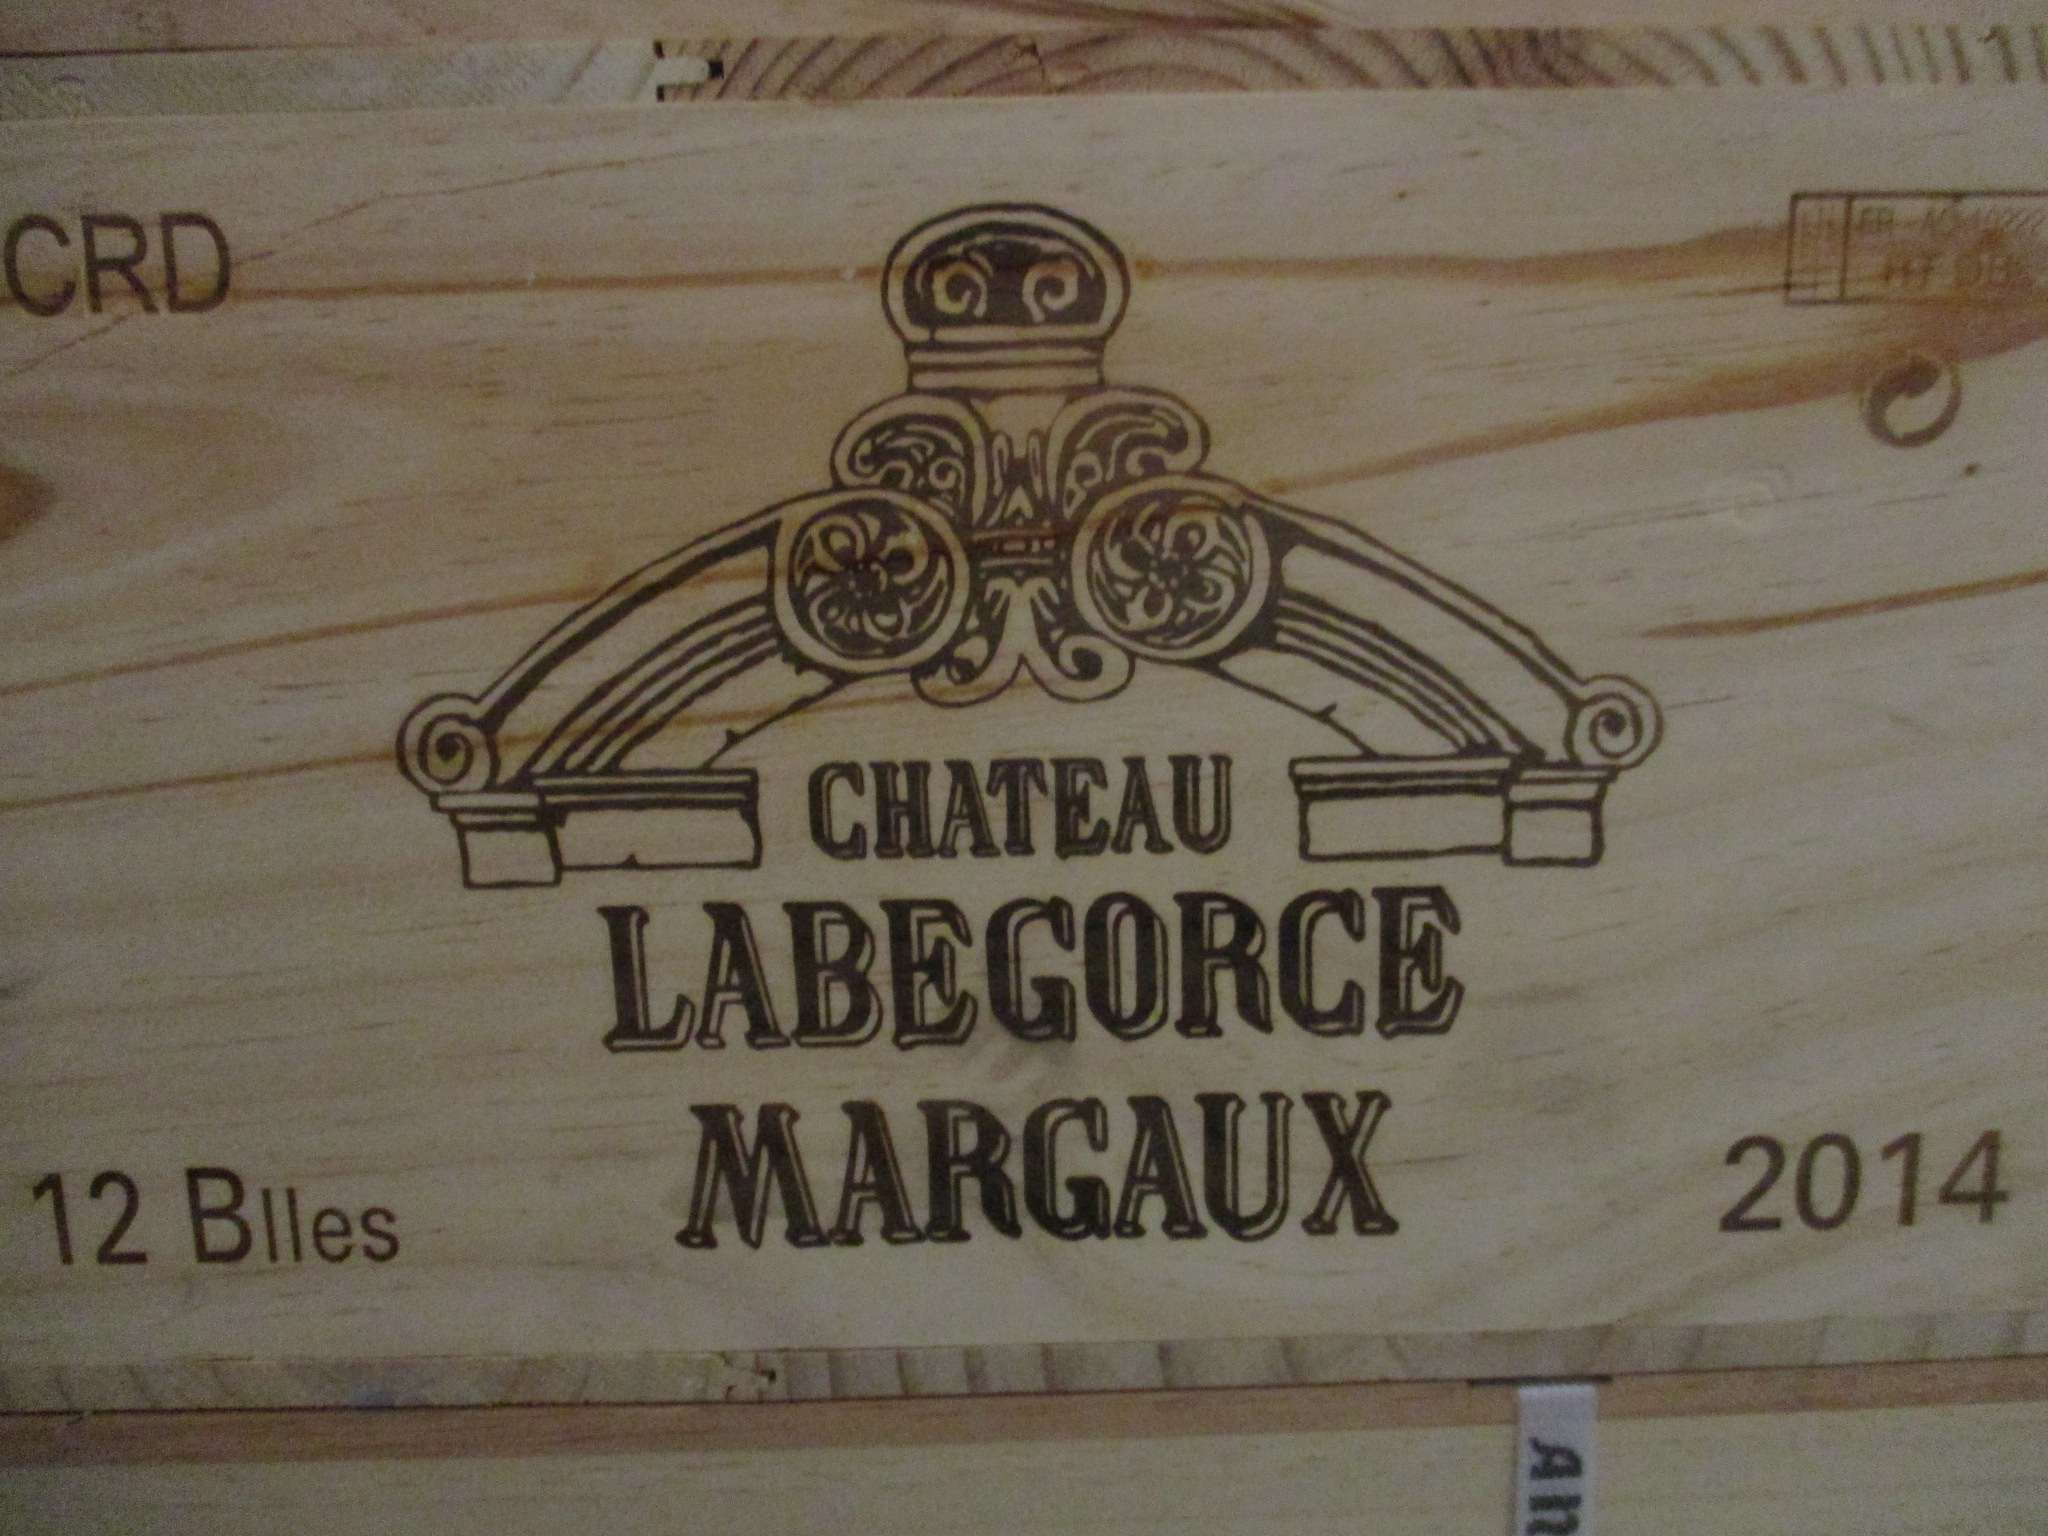 CRD
CHATEAU
LABEGORCE
MARGAUX
12 Blles
2014